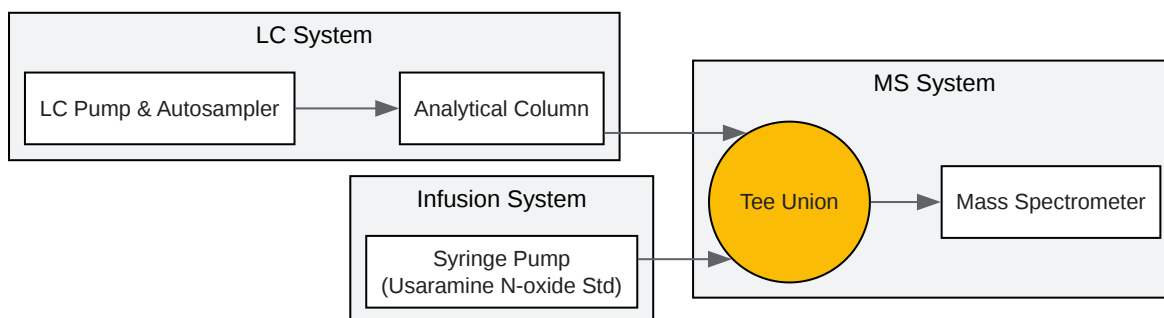 LC System
LC Pump & Autosampler
Analytical Column
MS System
Tee Union
Mass Spectrometer
Infusion System
Syringe Pump
(Usaramine N-oxide Std)